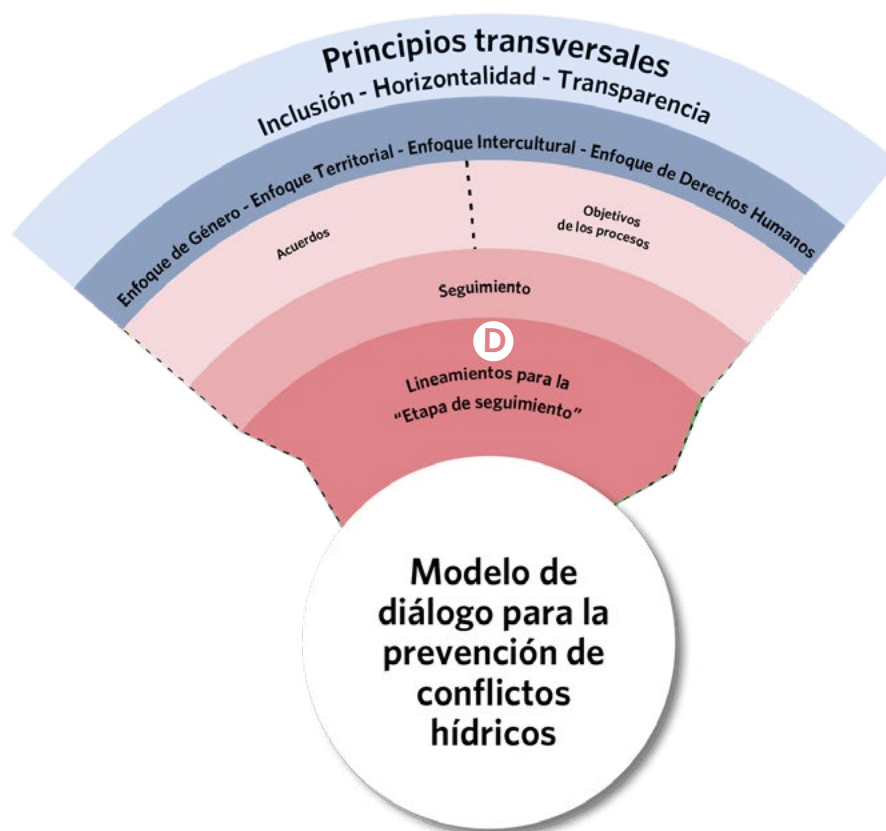 Principios transversales
Inclusión - Horizontalidad - Transparencia
Enfoque de Género - Enfoque Territorial - Enfoque Intercultural - Enfoque de Derechos Humanos
Acuerdos
Objetivos
de los procesos
Seguimiento
D
Lineamientos para la
“Etapa de seguimiento”
Modelo de
diálogo para la
prevención de
conflictos
hídricos